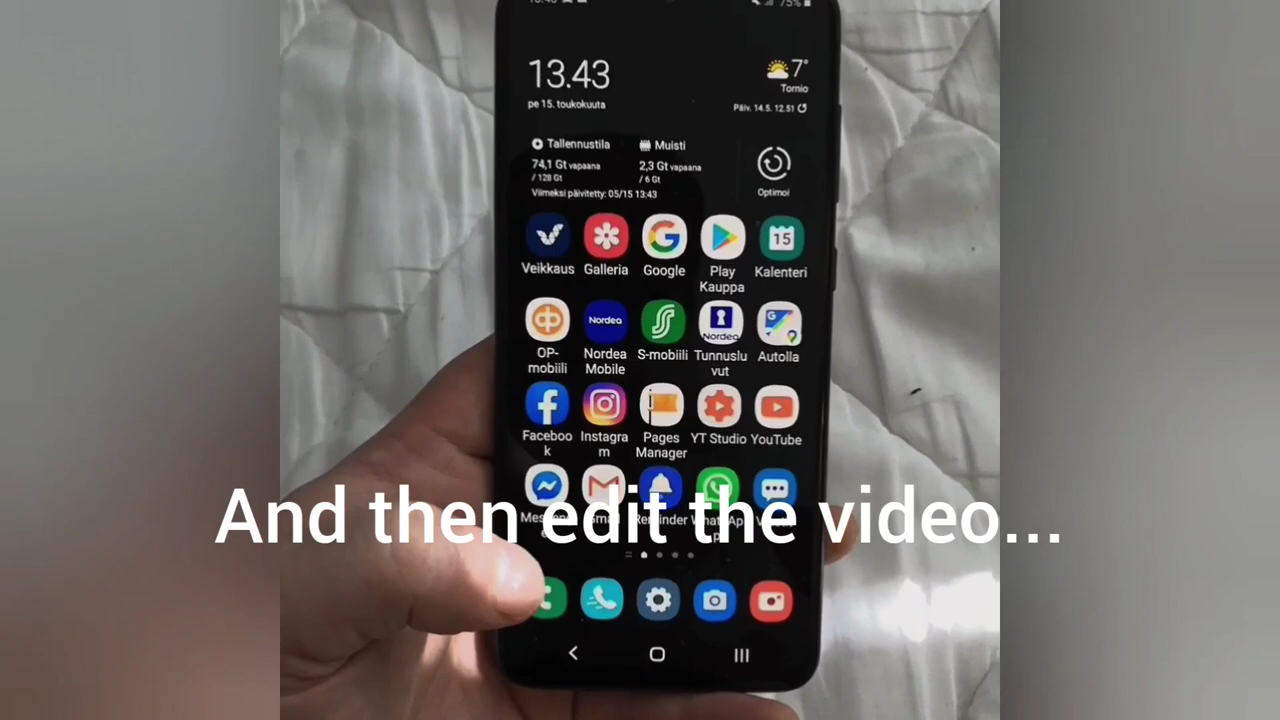 75%
13.43
7°
Tornio
pe 15. toukokuuta
Päiv. 14.5. 12.51
Tallennustila
Muisti
74,1 Gt vapaana
2,3 Gt vapaana
/ 128 Gt
/ 6 Gt
Viimeksi päivitetty: 05/15 13:43
Optimoi
15
Veikkaus
Galleria
Google
Play
Kauppa
Kalenteri
Nordea
Nordea
G
OP-
mobiili
Nordea
Mobile
S-mobiili
Tunnuslu
vut
Autolla
Faceboo
k
Instagra
m
Pages
Manager
YT Studio
YouTube
And then edit the video...